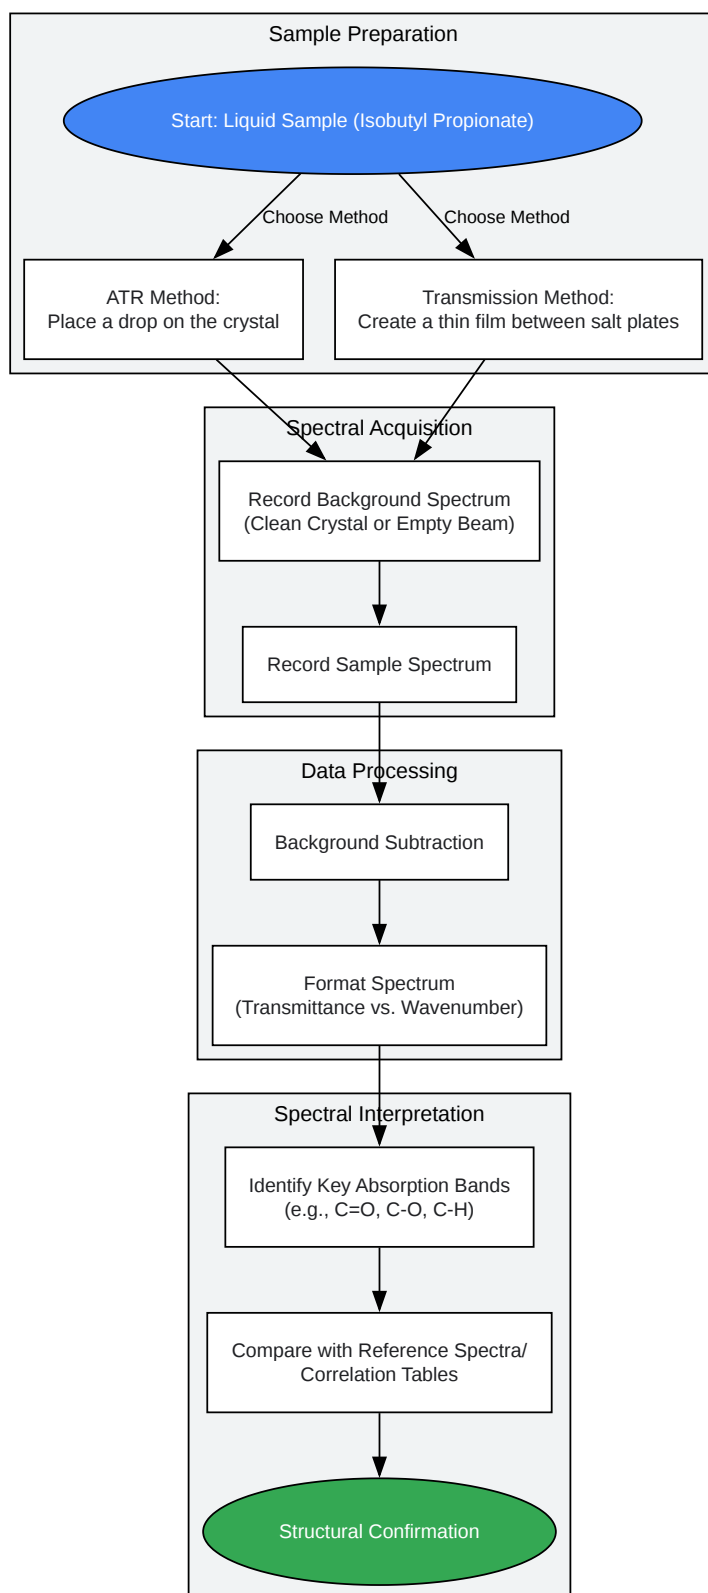 Sample Preparation
Start: Liquid Sample (Isobutyl Propionate)
Choose Method
Choose Method
ATR Method:
Place a drop on the crystal
Transmission Method:
Create a thin film between salt plates
Spectral Acquisition
Record Background Spectrum
(Clean Crystal or Empty Beam)
Record Sample Spectrum
Data Processing
Background Subtraction
Format Spectrum
(Transmittance vs. Wavenumber)
Spectral Interpretation
Identify Key Absorption Bands
(e.g., C=O, C-O, C-H)
Compare with Reference Spectra/
Correlation Tables
Structural Confirmation